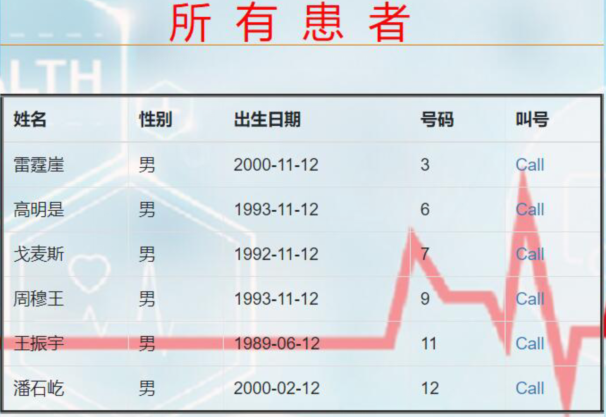 所有患者
LTH
姓名 性别 出生日期 号码 叫号
雷霆崖 男 2000-11-12 3 Call
高明是 男 1993-11-12 6 Call
戈麦斯 男 1992-11-12 7 Call
周穆王 男 1993-11-12 9 Call
王振宇 男 1989-06-12 11 Call
潘石屹 男 2000-02-12 12 Call